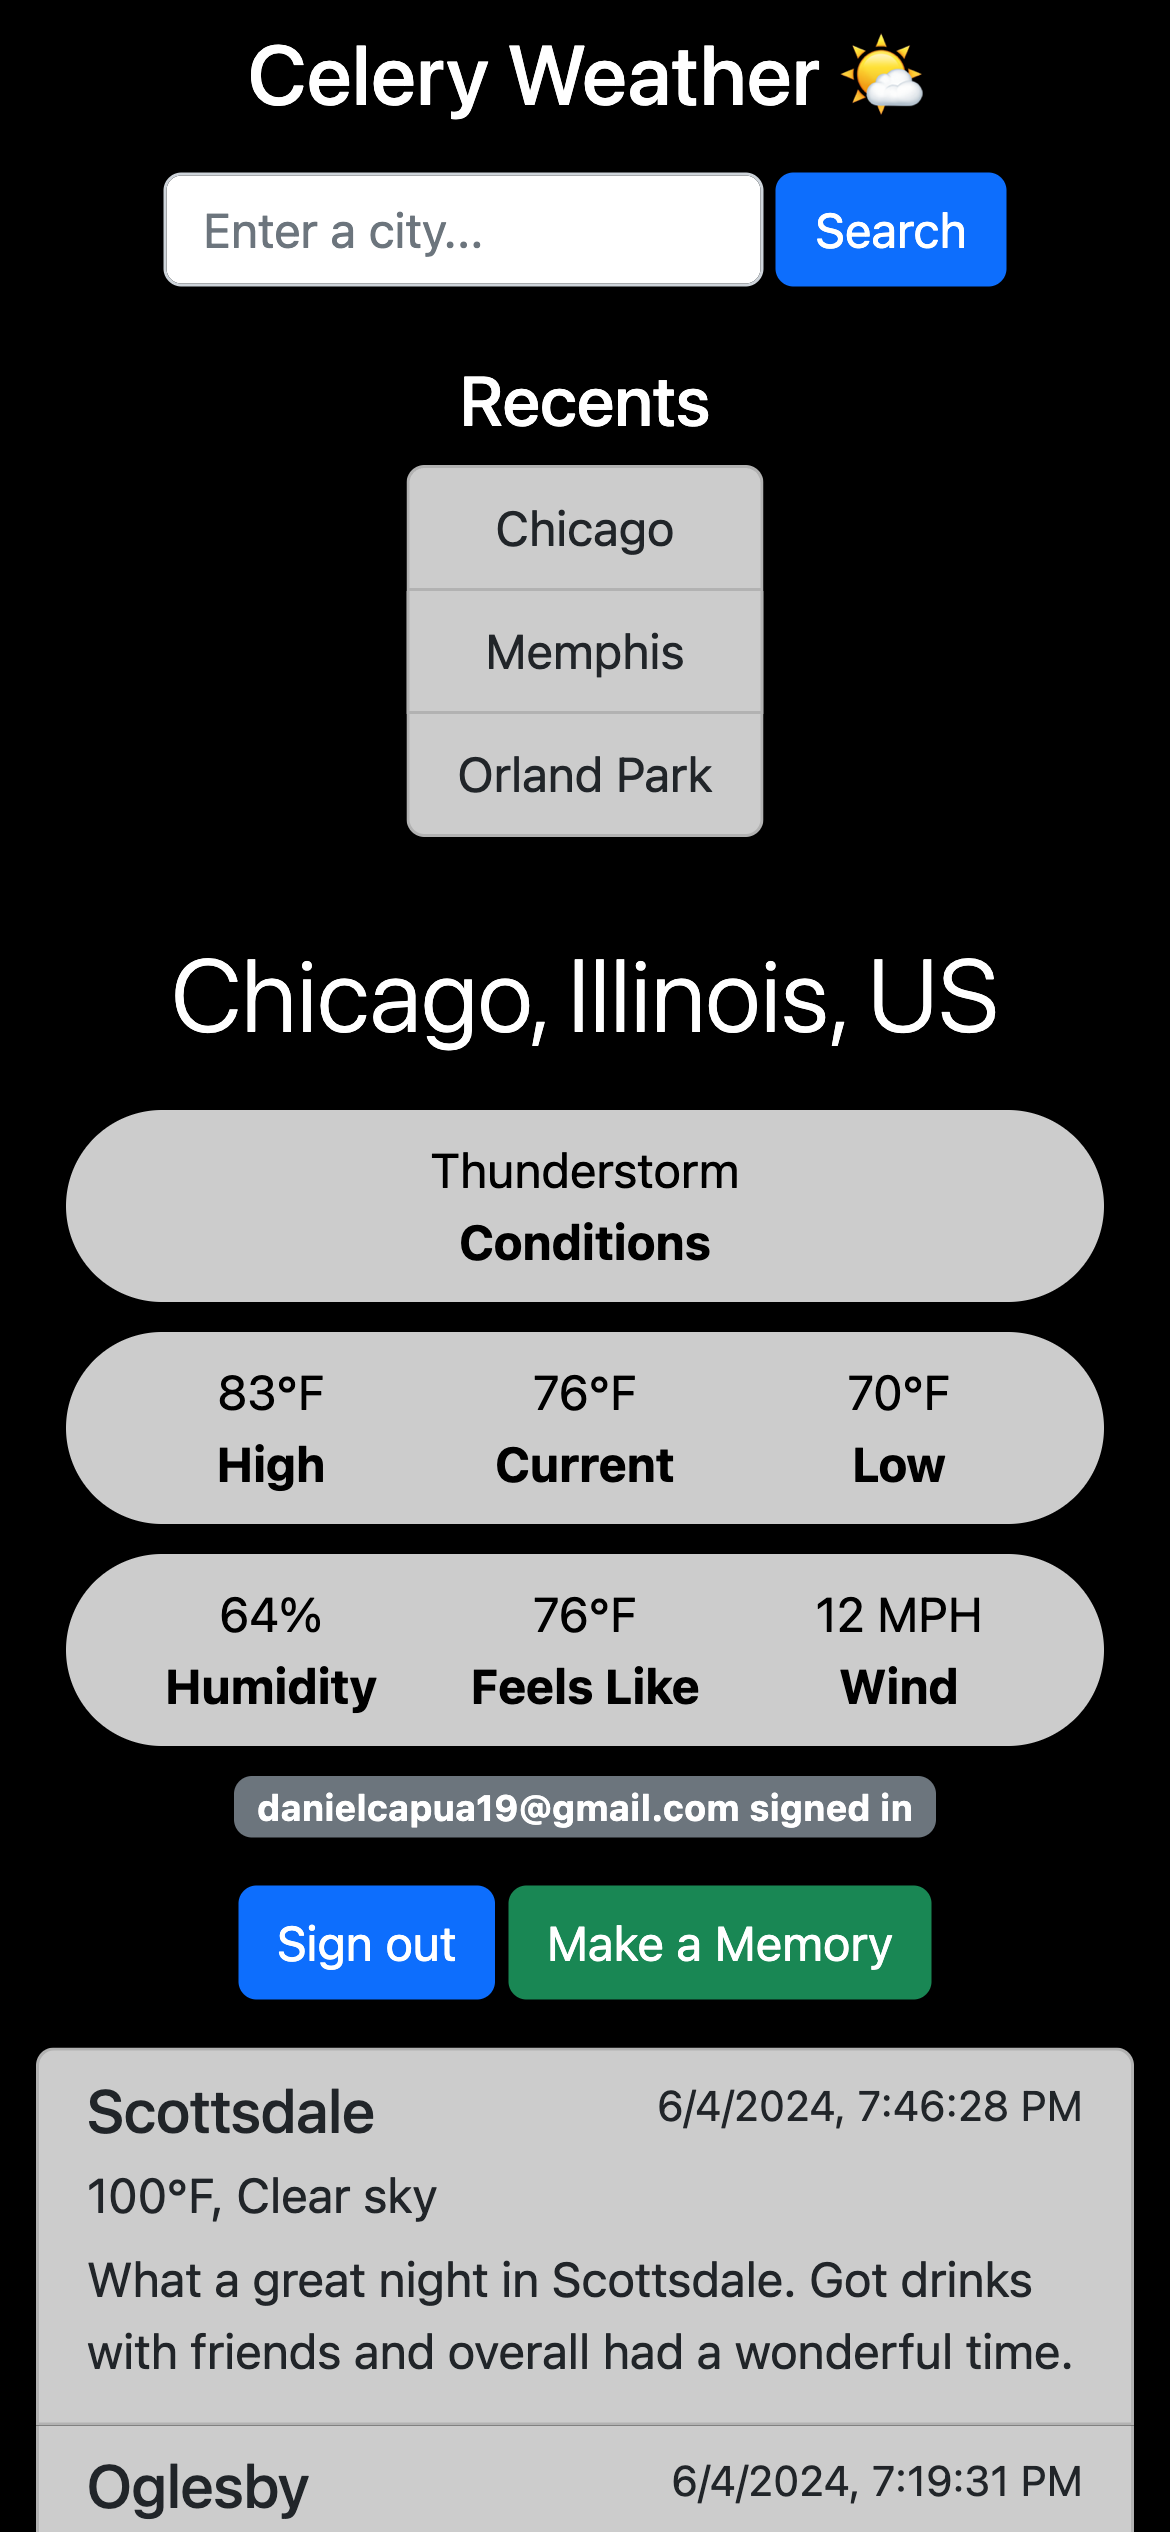 Celery Weather 🌤️
Enter a city...
Search
Recents
Chicago
Memphis
Orland Park
Chicago, Illinois, US
Thunderstorm
Conditions
83°F 76°F 70°F
High Current Low
64% 76°F 12 MPH
Humidity Feels Like Wind
danielcapua19@gmail.com signed in
Sign out Make a Memory
Scottsdale 6/4/2024, 7:46:28 PM
100°F, Clear sky
What a great night in Scottsdale. Got drinks
with friends and overall had a wonderful time.
Oglesby 6/4/2024, 7:19:31 PM